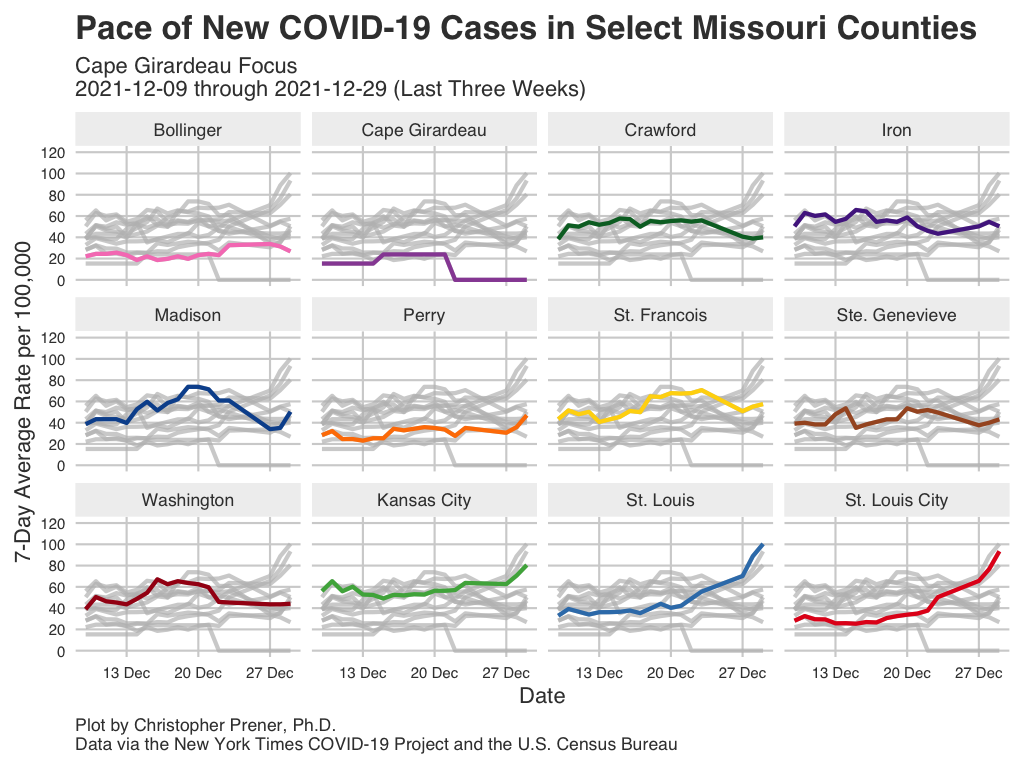 Pace of New COVID-19 Cases in Select Missouri Counties
Cape Girardeau Focus
2021-12-09 through 2021-12-29 (Last Three Weeks)
Bollinger Cape Girardeau Crawford Iron
120
100
80
60
40
20
0
Madison Perry St. Francois Ste. Genevieve
120
100
80
60
40
20
0
Washington Kansas City St. Louis St. Louis City
120
100
80
60
40
20
0
7-Day Average Rate per 100,000
13 Dec 20 Dec 27 Dec 13 Dec 20 Dec 27 Dec 13 Dec 20 Dec 27 Dec 13 Dec 20 Dec 27 Dec
Date
Plot by Christopher Prener, Ph.D.
Data via the New York Times COVID-19 Project and the U.S. Census Bureau